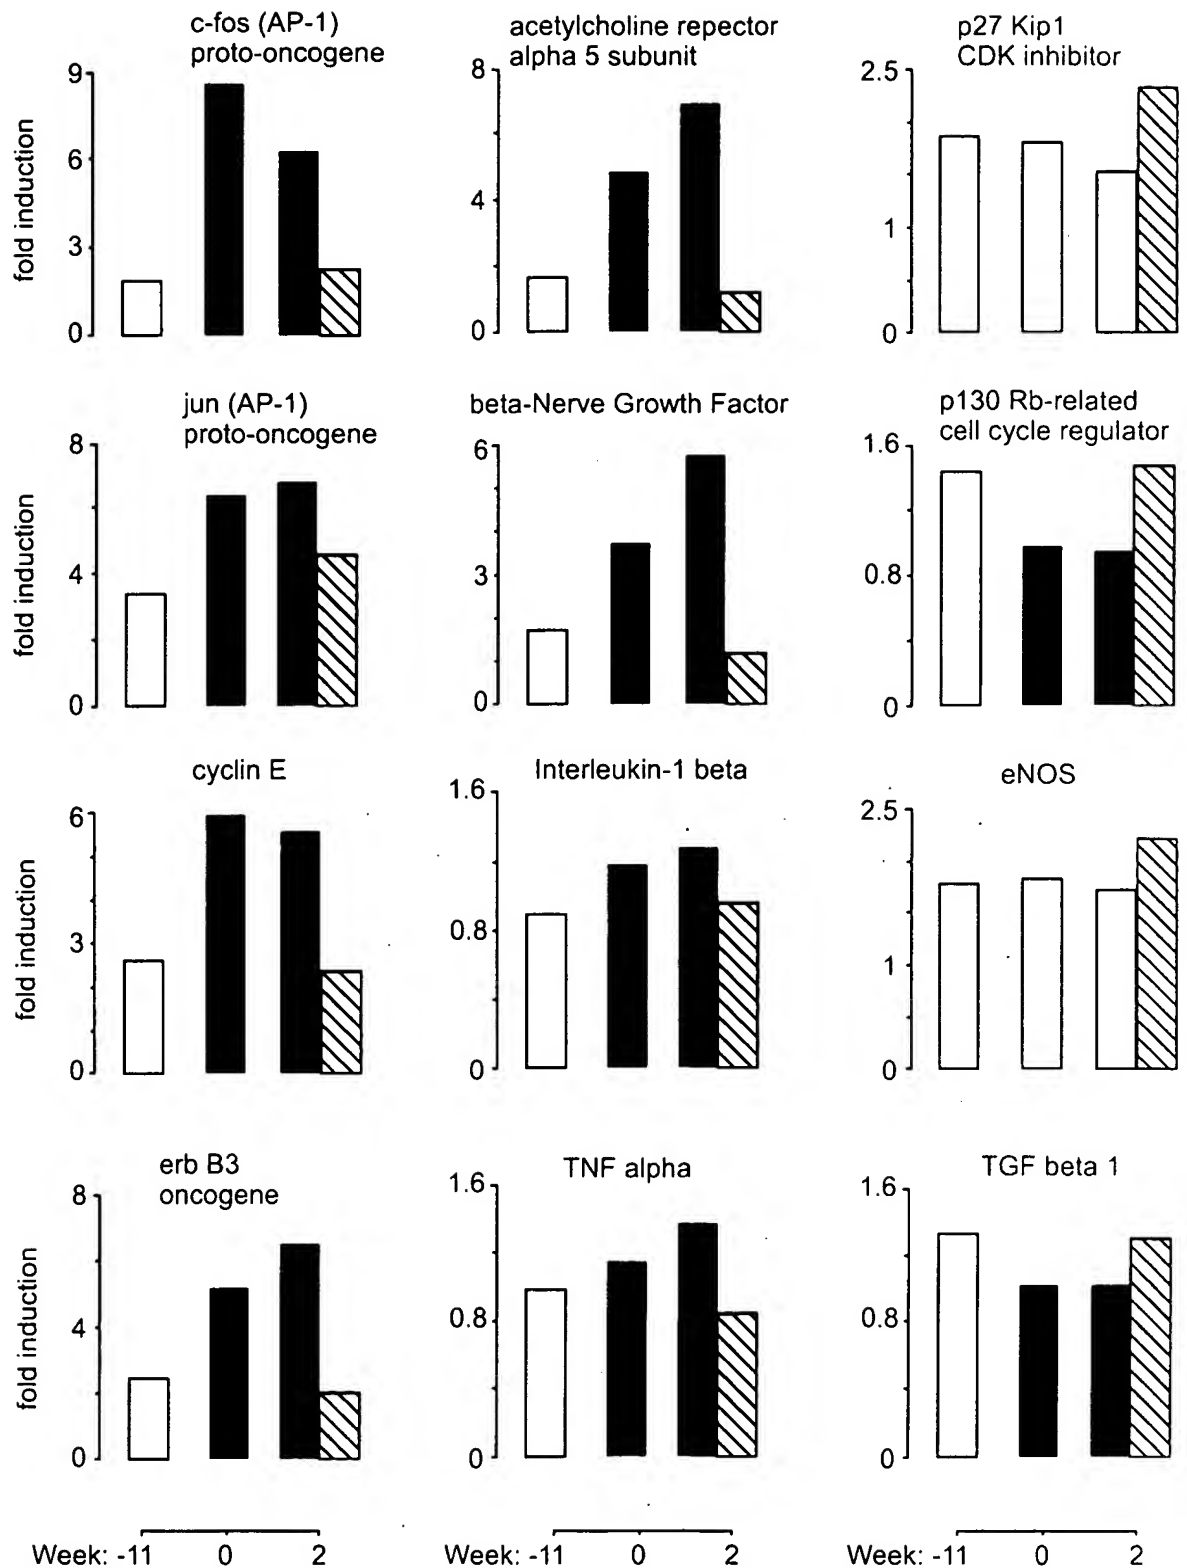 c-fos (AP-1)
proto-oncogene
9
6
3
0
fold induction
acetylcholine repector
alpha 5 subunit
8
4
0
p27 Kip1
CDK inhibitor
2.5
1
0
jun (AP-1)
proto-oncogene
8
4
0
fold induction
beta-Nerve Growth Factor
6
3
0
p130 Rb-related
cell cycle regulator
1.6
0.8
0
cyclin E
6
3
0
fold induction
Interleukin-1 beta
1.6
0.8
0
eNOS
2.5
1
0
erb B3
oncogene
8
4
0
fold induction
TNF alpha
1.6
0.8
0
TGF beta 1
1.6
0.8
0
Week: -11 0 2
Week: -11 0 2
Week: -11 0 2